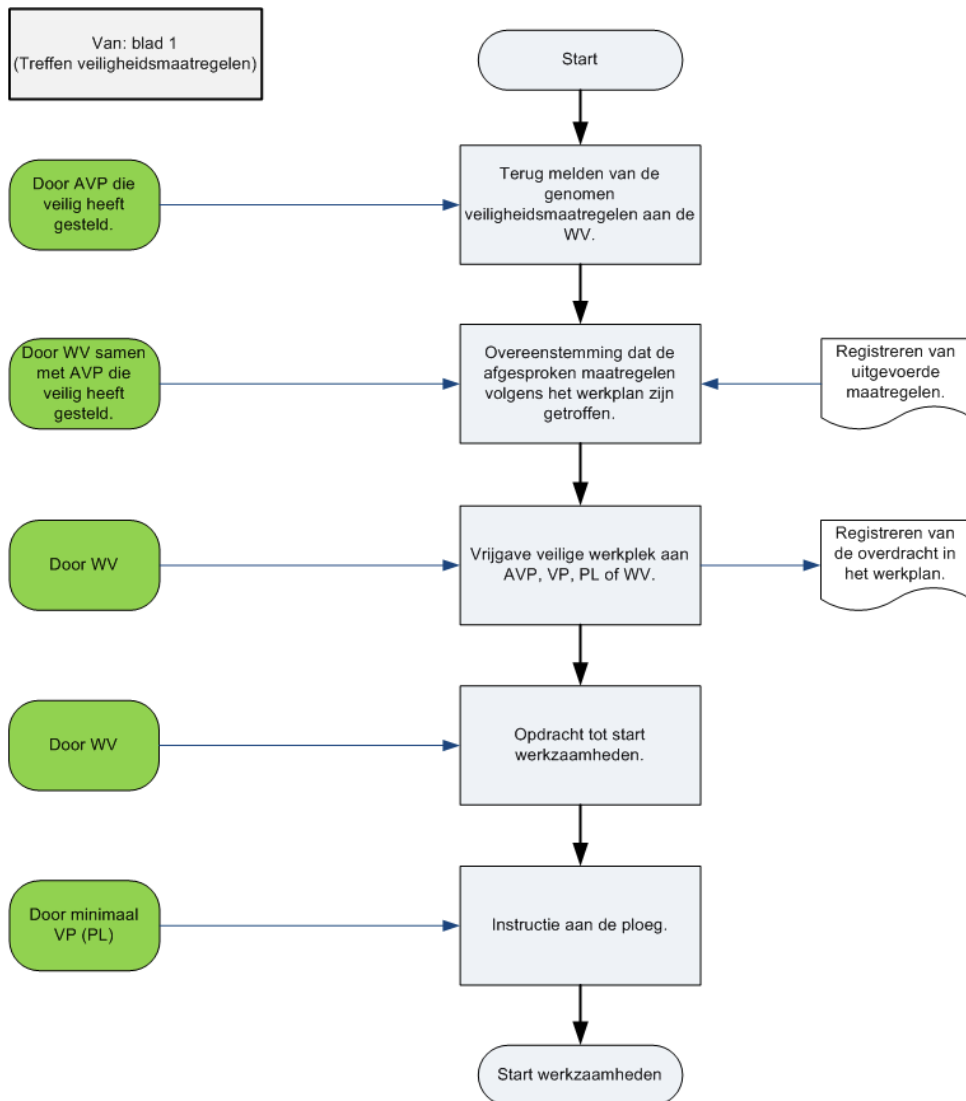 Van: blad 1
(Treffen veiligheidsmaatregelen)
Start
Door AVP die
veilig heeft
gesteld.
Terug melden van de
genomen
veiligheidsmaatregelen aan de
WV.
Door WV samen
met AVP die
veilig heeft
gesteld.
Overeenstemming dat de
afgesproken maatregelen
volgens het werkplan zijn
getroffen.
Registreren van
uitgevoerde
maatregelen.
Door WV
Vrijgave veilige werkplek aan
AVP, VP, PL of WV.
Registreren van
de overdracht in
het werkplan.
Door WV
Opdracht tot start
werkzaamheden.
Door minimaal
VP (PL)
Instructie aan de ploeg.
Start werkzaamheden